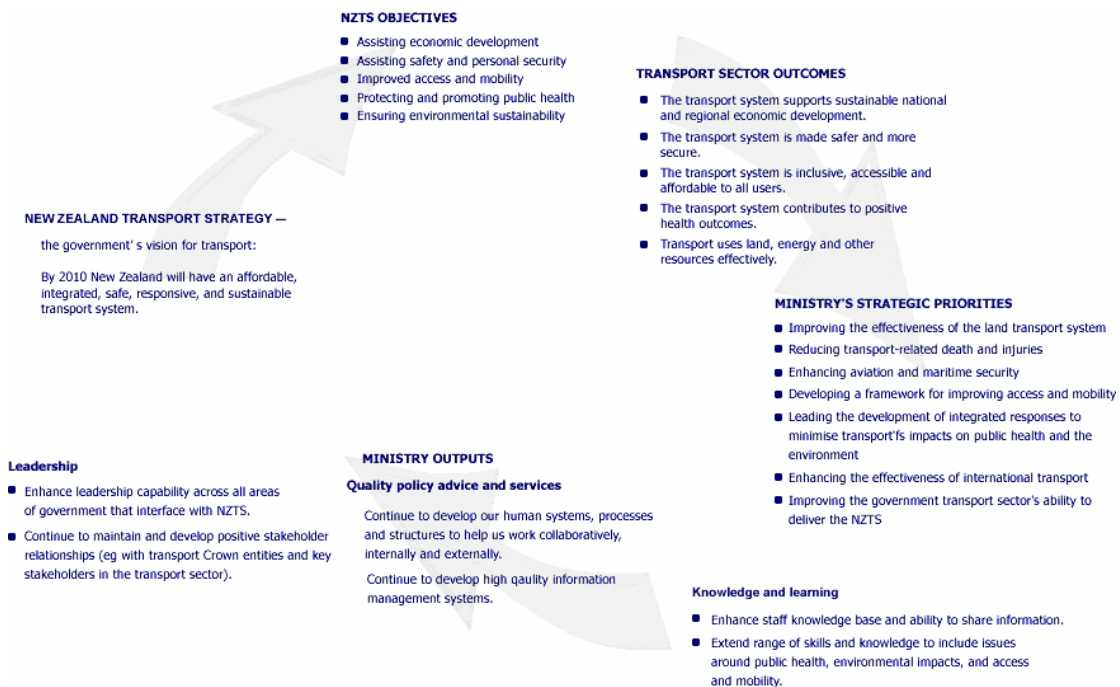 NZTS OBJECTIVES
Assisting economic development
Assisting safety and personal security
Improved access and mobility
Protecting and promoting public health
Ensuring environmental sustainability
TRANSPORT SECTOR OUTCOMES
The transport system supports sustainable national
and regional economic development.
The transport system is made safer and more
secure.
The transport system is inclusive, accessible and
affordable to all users.
The transport system contributes to positive
health outcomes.
Transport uses land, energy and other
resources effectively.
NEW ZEALAND TRANSPORT STRATEGY —
the government' s vision for transport:
By 2010 New Zealand will have an affordable,
integrated, safe, responsive, and sustainable
transport system.
MINISTRY'S STRATEGIC PRIORITIES
Improving the effectiveness of the land transport system
Reducing transport-related death and injuries
Enhancing aviation and maritime security
Developing a framework for improving access and mobility
Leading the development of integrated responses to
minimise transport'fs impacts on public health and the
environment
Enhancing the effectiveness of international transport
Improving the government transport sector's ability to
deliver the NZTS
Leadership
Enhance leadership capability across all areas
of government that interface with NZTS.
Continue to maintain and develop positive stakeholder
relationships (eg with transport Crown entities and key
stakeholders in the transport sector).
MINISTRY OUTPUTS
Quality policy advice and services
Continue to develop our human systems, processes
and structures to help us work collaboratively,
internally and externally.
Continue to develop high qaulity information
management systems.
Knowledge and learning
Enhance staff knowledge base and ability to share information.
Extend range of skills and knowledge to include issues
around public health, environmental impacts, and access
and mobility.